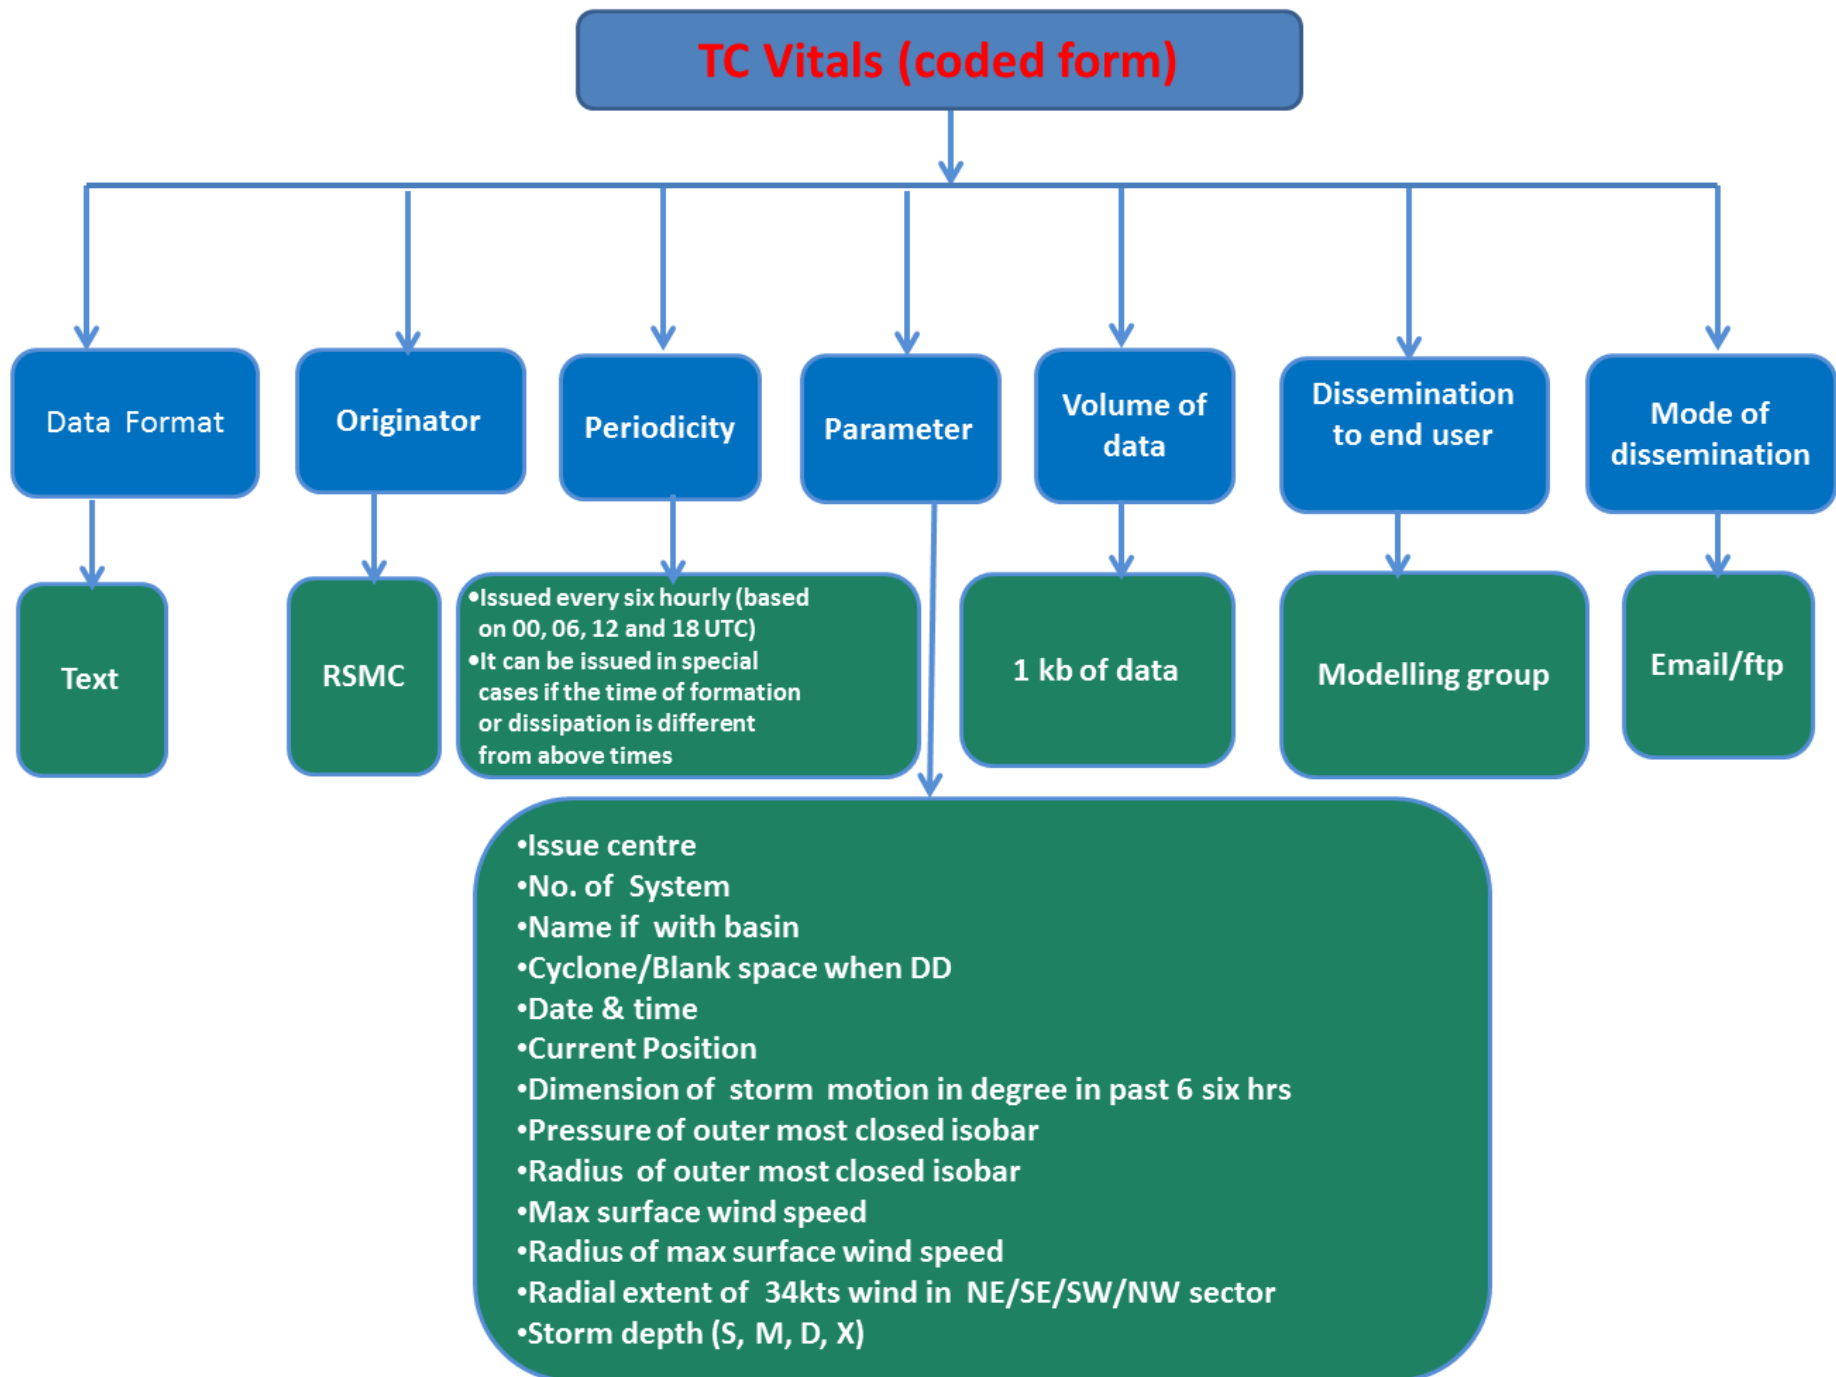 TC Vitals (coded form)
Data Format
Originator
Periodicity
Parameter
Volume of
data
Dissemination
to end user
Mode of
dissemination
Text
RSMC
•Issued every six hourly (based
on 00, 06, 12 and 18 UTC)
•It can be issued in special
cases if the time of formation
or dissipation is different
from above times
1 kb of data
Modelling group
Email/ftp
•Issue centre
•No. of System
•Name if with basin
•Cyclone/Blank space when DD
•Date & time
•Current Position
•Dimension of storm motion in degree in past 6 six hrs
•Pressure of outer most closed isobar
•Radius of outer most closed isobar
•Max surface wind speed
•Radius of max surface wind speed
•Radial extent of 34kts wind in NE/SE/SW/NW sector
•Storm depth (S, M, D, X)